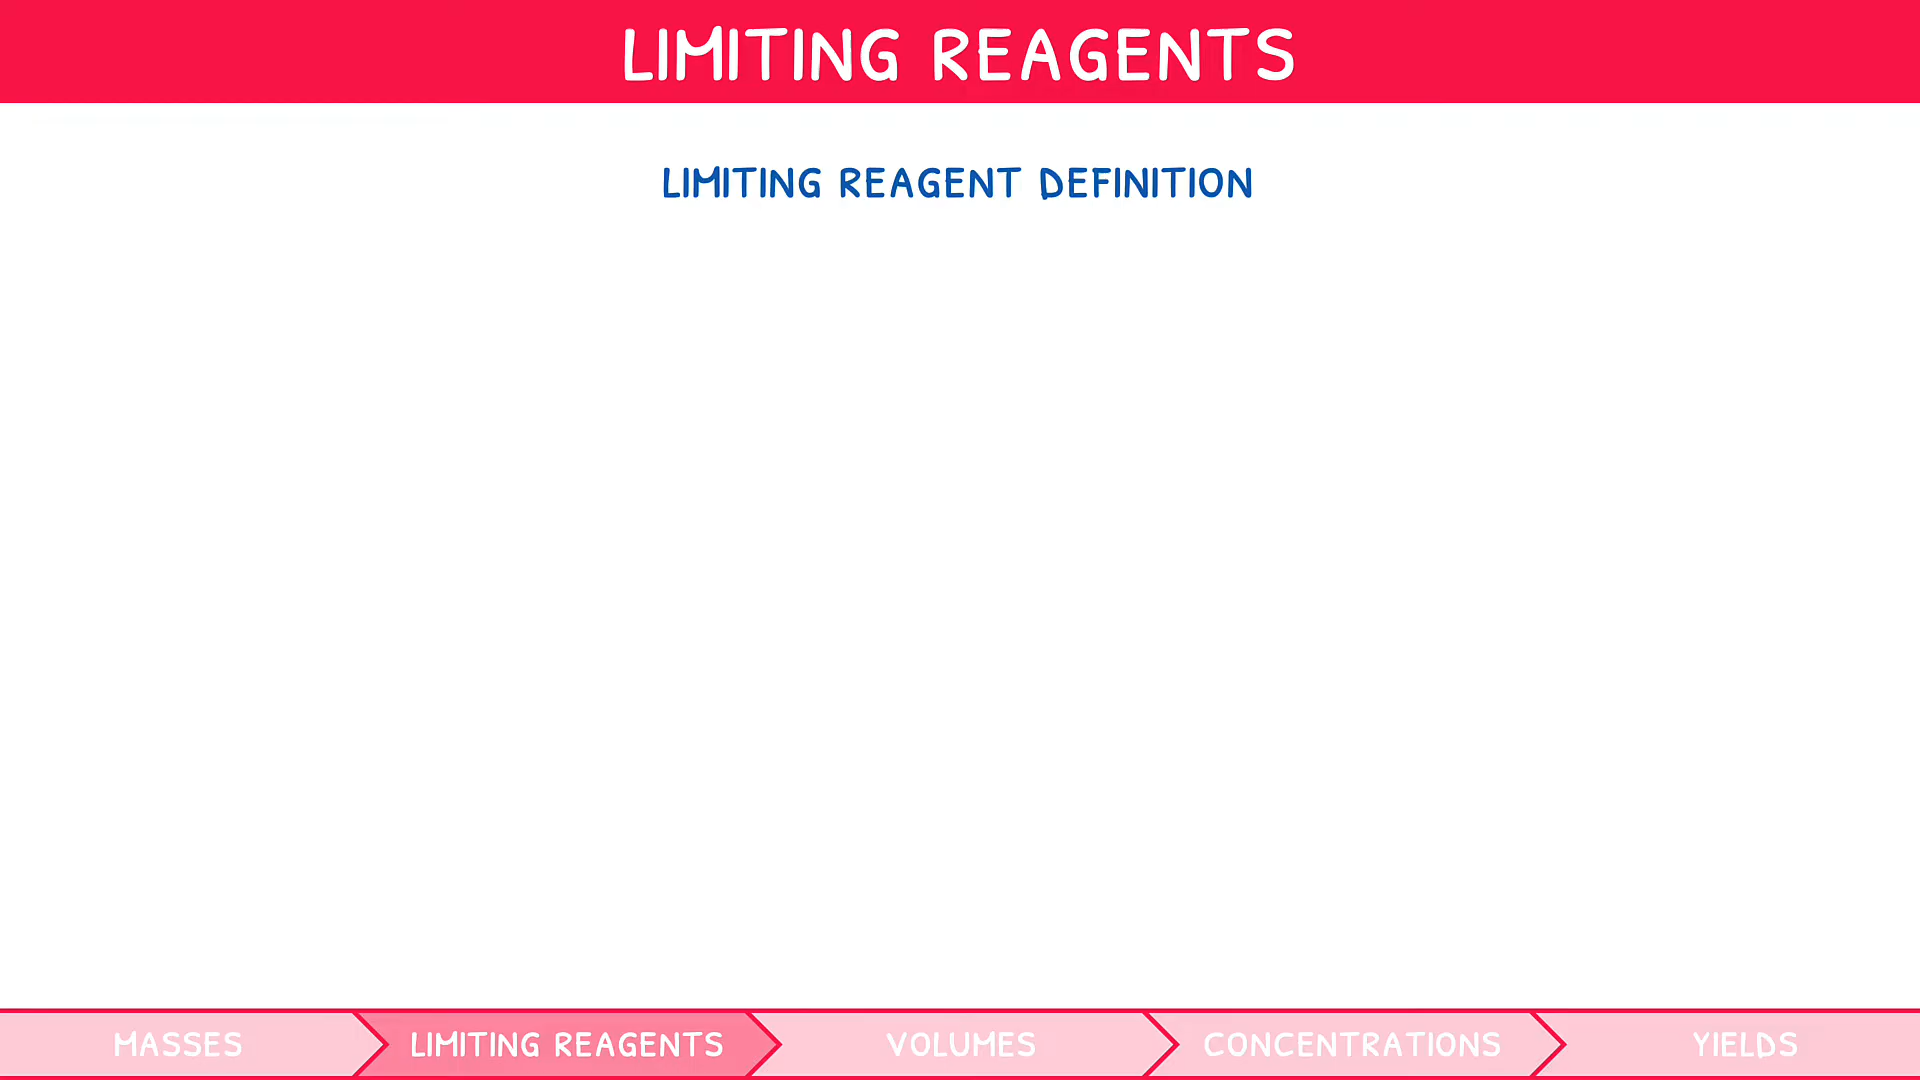 LIMITING REAGENTS
LIMITING REAGENT DEFINITION
MASSES
LIMITING REAGENTS
VOLUMES
CONCENTRATIONS
YIELDS